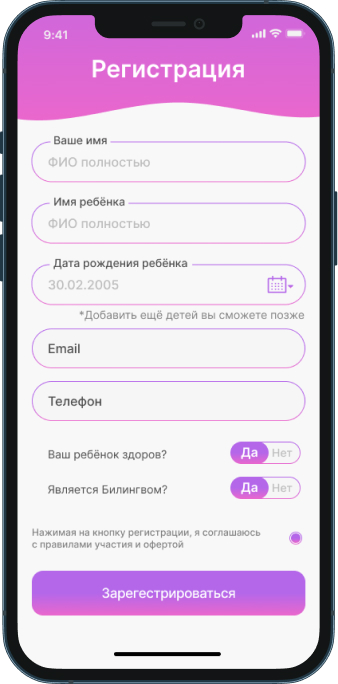 9:41
Регистрация
Ваше имя
ФИО полностью
Имя ребёнка
ФИО полностью
Дата рождения ребёнка
30.02.2005
*Добавить ещё детей вы сможете позже
Email
Телефон
Ваш ребёнок здоров? Да Нет
Является Билингвом? Да Нет
Нажимая на кнопку регистрации, я соглашаюсь
с правилами участия и офертой
Зарегестрироваться